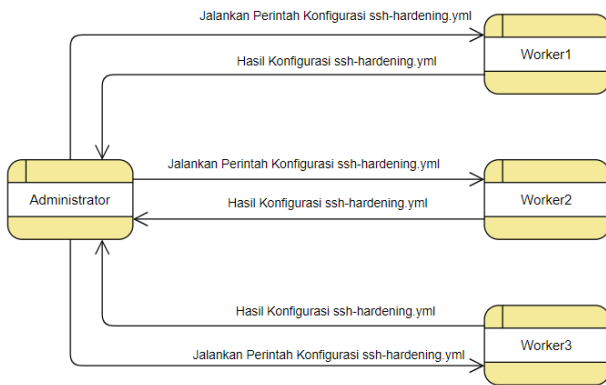 Jalankan Perintah Konfigurasi ssh-hardening.yml
Worker1
Hasil Konfigurasi ssh-hardening.yml
Jalankan Perintah Konfigurasi ssh-hardening.yml
Administrator
Worker2
Hasil Konfigurasi ssh-hardening.yml
Hasil Konfigurasi ssh-hardening.yml
Worker3
Jalankan Perintah Konfigurasi ssh-hardening.yml